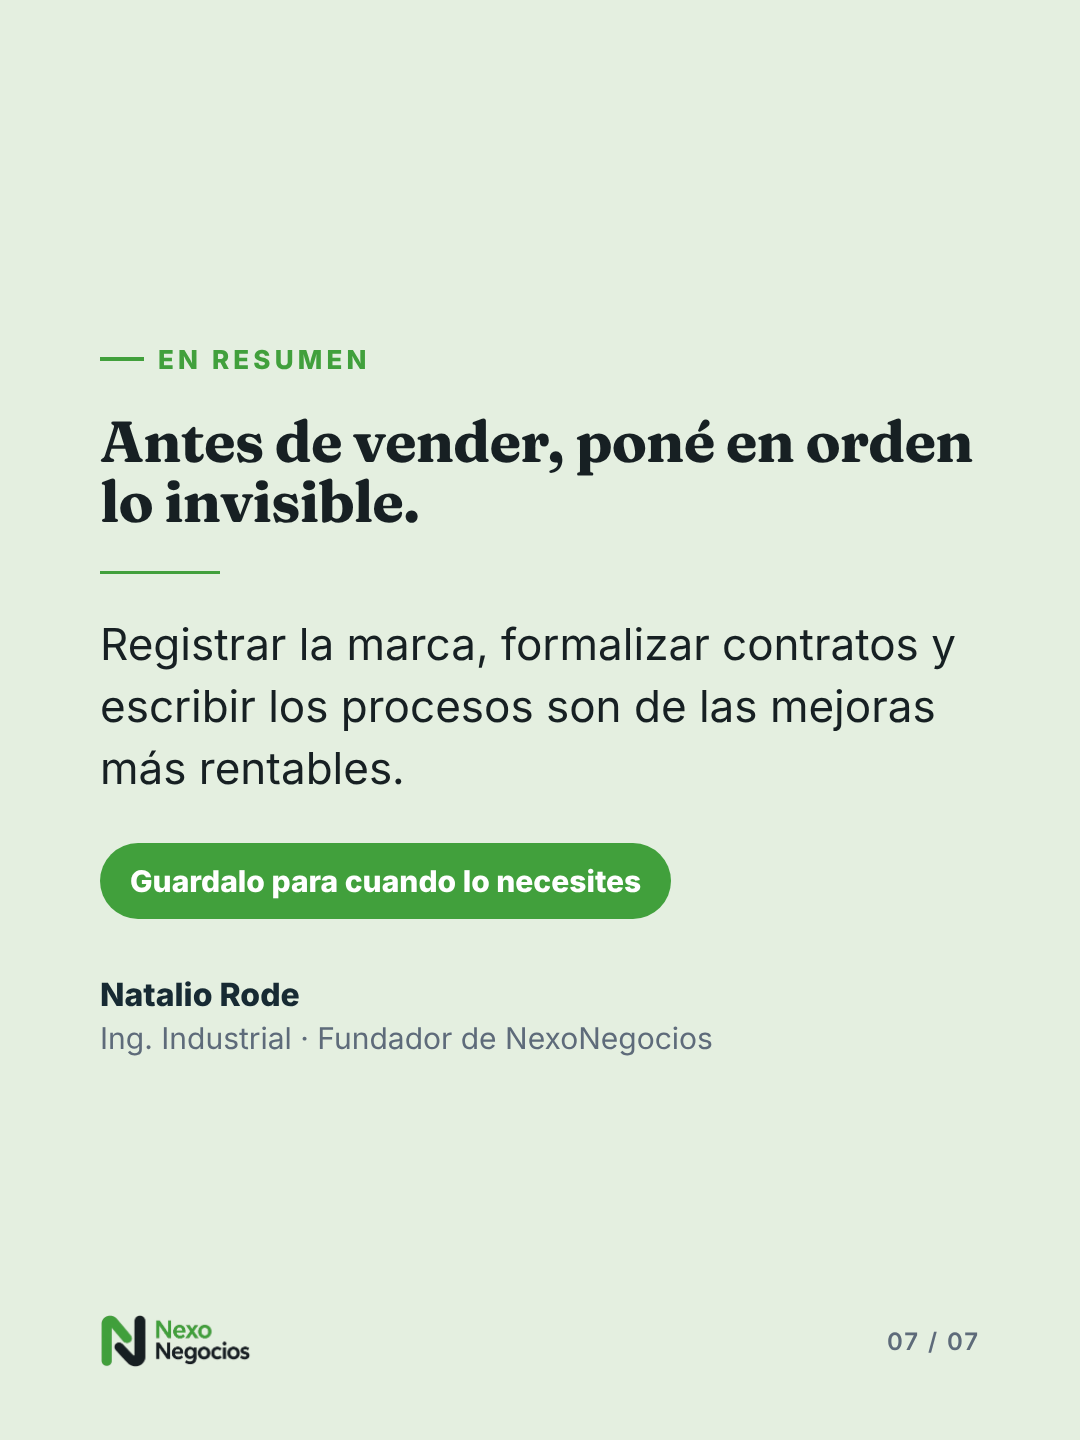 EN RESUMEN
Antes de vender, poné en orden
lo invisible.
Registrar la marca, formalizar contratos y
escribir los procesos son de las mejoras
más rentables.
Guardalo para cuando lo necesites
Natalio Rode
Ing. Industrial · Fundador de NexoNegocios
Nexo
Negocios
07 / 07